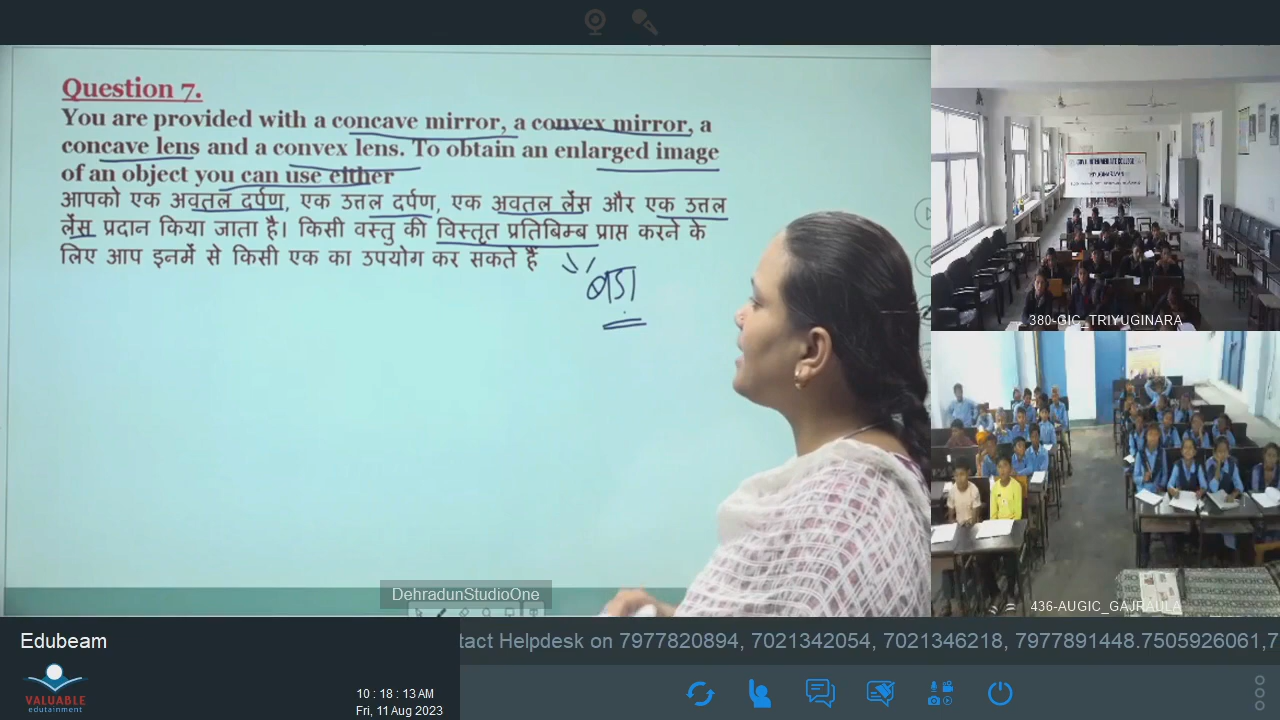 Question 7.
You are provided with a concave mirror, a convex mirror, a
concave lens and a convex lens. To obtain an enlarged image
of an object you can use either
आपको एक अवतल दर्पण, एक उत्तल दर्पण, एक अवतल लेंस और एक उत्तल
लेंस प्रदान किया जाता है। किसी वस्तु की विस्तृत प्रतिबिम्ब प्राप्त करने के
लिए आप इनमें से किसी एक का उपयोग कर सकते हैं
बड़ा
INTERMEDIATE COLLEGE
380-GIC_TRIYUGINARA
436-AUGIC_GAJRAULA
DehradunStudioOne
Edubeam
tact Helpdesk on 7977820894, 7021342054, 7021346218, 7977891448.7505926061,7
VALUABLE
edutainment
10 : 18 : 13 AM
Fri, 11 Aug 2023